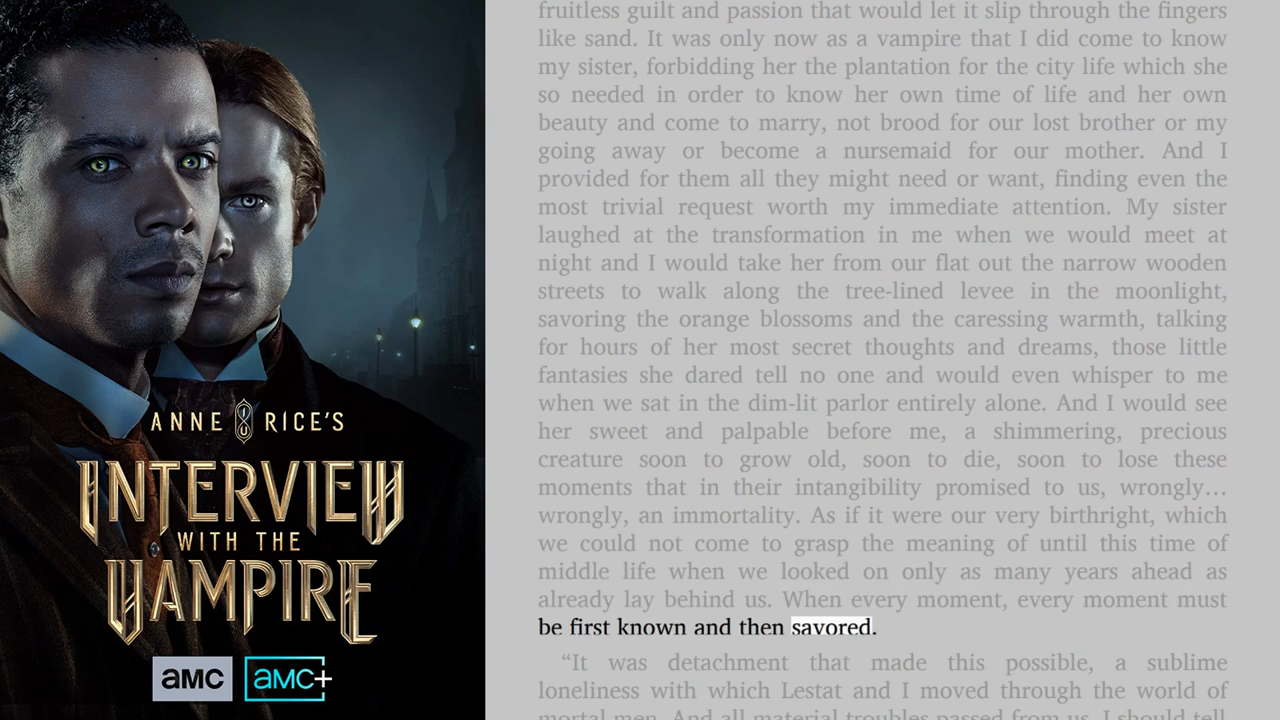 ANNE RICE'S
INTERVIEW
WITH THE
VAMPIRE
aMC
aMC+
fruitless guilt and passion that would let it slip through the fingers
like sand. It was only now as a vampire that I did come to know
my sister, forbidding her the plantation for the city life which she
so needed in order to know her own time of life and her own
beauty and come to marry, not brood for our lost brother or my
going away or become a nursemaid for our mother. And I
provided for them all they might need or want, finding even the
most trivial request worth my immediate attention. My sister
laughed at the transformation in me when we would meet at
night and I would take her from our flat out the narrow wooden
streets to walk along the tree-lined levee in the moonlight,
savoring the orange blossoms and the caressing warmth, talking
for hours of her most secret thoughts and dreams, those little
fantasies she dared tell no one and would even whisper to me
when we sat in the dim-lit parlor entirely alone. And I would see
her sweet and palpable before me, a shimmering, precious
creature soon to grow old, soon to die, soon to lose these
moments that in their intangibility promised to us, wrongly…
wrongly, an immortality. As if it were our very birthright, which
we could not come to grasp the meaning of until this time of
middle life when we looked on only as many years ahead as
already lay behind us. When every moment, every moment must
be first known and then savored.
“It was detachment that made this possible, a sublime
loneliness with which Lestat and I moved through the world of
mortal men. And all material troubles passed from us. I should tell